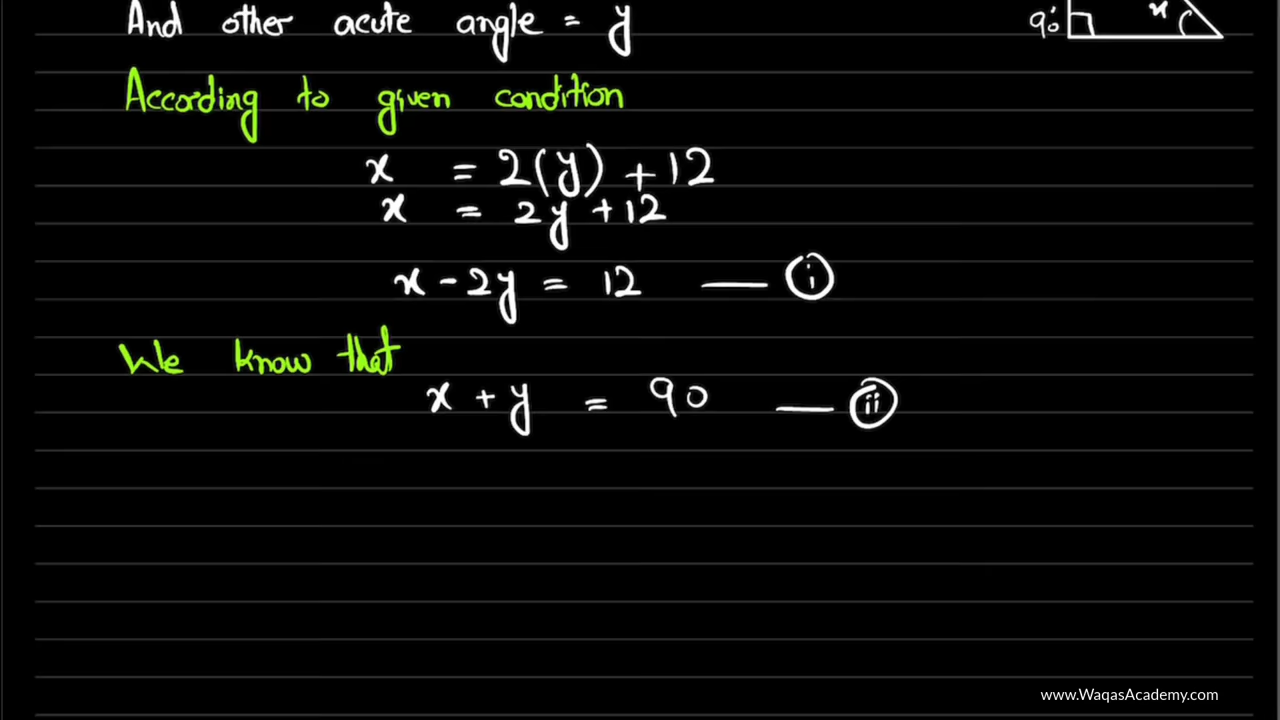 And other acute angle = y
90° x
According to given condition
x = 2(y) + 12
x = 2y + 12
x - 2y = 12 — (i)
We know that
x + y = 90 — (ii)
www.WaqasAcademy.com